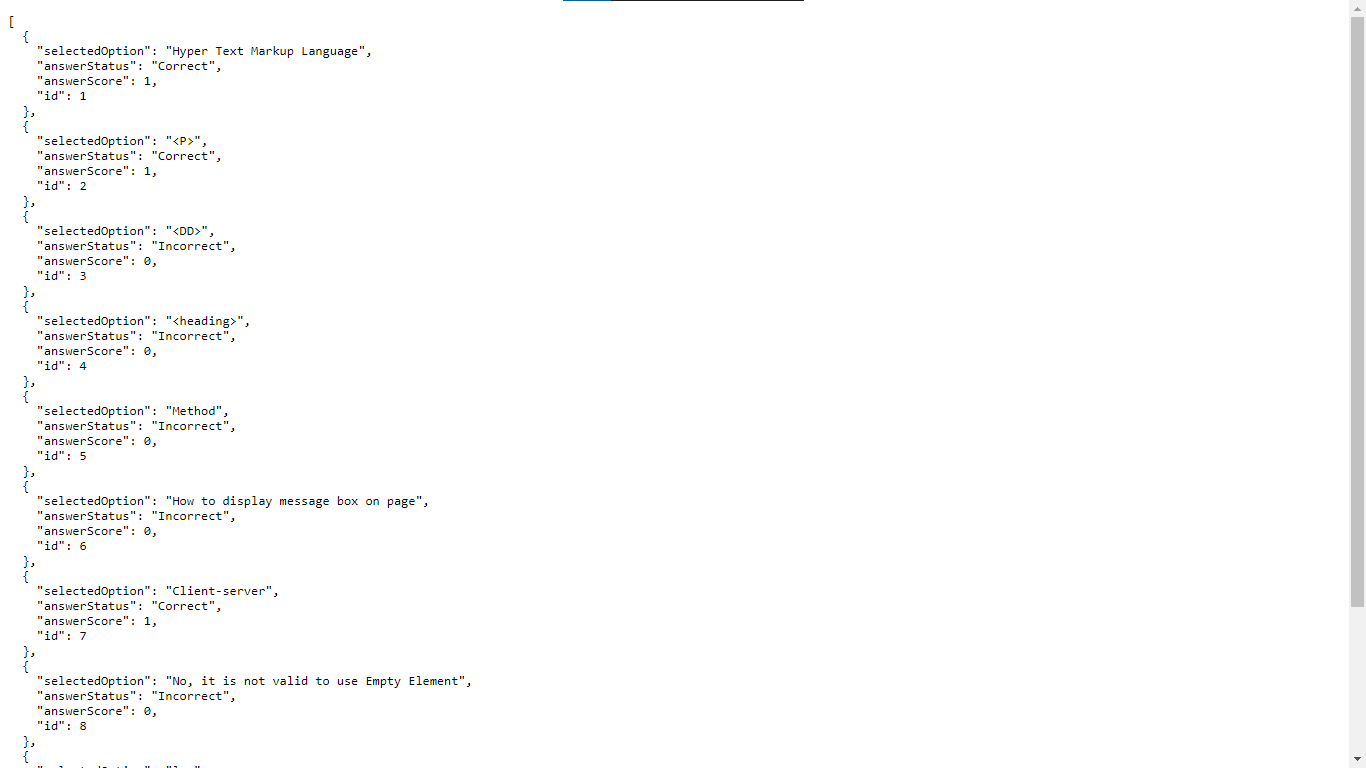 [
  {
    "selectedOption": "Hyper Text Markup Language",
    "answerStatus": "Correct",
    "answerScore": 1,
    "id": 1
  },
  {
    "selectedOption": "<P>",
    "answerStatus": "Correct",
    "answerScore": 1,
    "id": 2
  },
  {
    "selectedOption": "<DD>",
    "answerStatus": "Incorrect",
    "answerScore": 0,
    "id": 3
  },
  {
    "selectedOption": "<heading>",
    "answerStatus": "Incorrect",
    "answerScore": 0,
    "id": 4
  },
  {
    "selectedOption": "Method",
    "answerStatus": "Incorrect",
    "answerScore": 0,
    "id": 5
  },
  {
    "selectedOption": "How to display message box on page",
    "answerStatus": "Incorrect",
    "answerScore": 0,
    "id": 6
  },
  {
    "selectedOption": "Client-server",
    "answerStatus": "Correct",
    "answerScore": 1,
    "id": 7
  },
  {
    "selectedOption": "No, it is not valid to use Empty Element",
    "answerStatus": "Incorrect",
    "answerScore": 0,
    "id": 8
  },
  {